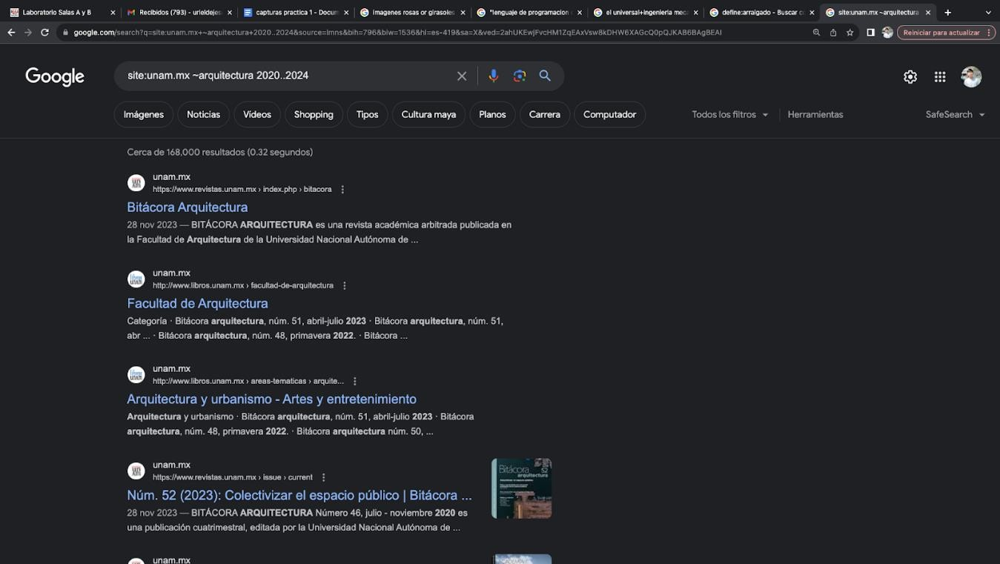 Laboratorio Salas A y B
Recibidos (793) - urieldejes
capturas practica 1 - Docum
imagenes rosas or girasoles
"lenguaje de programacion
el universal+ingenieria meca
define:arraigado - Buscar c
site:unam.mx ~arquitectura
google.com/search?q=site:unam.mx+~arquitectura+2020..2024&source=lmns&bih=796&biw=1536&hl=es-419&sa=X&ved=2ahUKEwjFvcHM1ZqEAxVsw8kDHW6XAGcQ0pQJKAB6BAgBEAI
Reiniciar para actualizar
Google
site:unam.mx ~arquitectura 2020..2024
Imágenes Noticias Videos Shopping Tipos Cultura maya Planos Carrera Computador Todos los filtros Herramientas SafeSearch
Cerca de 168,000 resultados (0.32 segundos)
unam.mx
https://www.revistas.unam.mx › index.php › bitacora
Bitácora Arquitectura
28 nov 2023 — BITÁCORA ARQUITECTURA es una revista académica arbitrada publicada en
la Facultad de Arquitectura de la Universidad Nacional Autónoma de ...
unam.mx
http://www.libros.unam.mx › facultad-de-arquitectura
Facultad de Arquitectura
Categoría · Bitácora arquitectura, núm. 51, abril-julio 2023 · Bitácora arquitectura, núm. 51,
abr ... · Bitácora arquitectura, núm. 48, primavera 2022. · Bitácora ...
unam.mx
http://www.libros.unam.mx › areas-tematicas › arquite...
Arquitectura y urbanismo - Artes y entretenimiento
Arquitectura y urbanismo · Bitácora arquitectura, núm. 51, abril-julio 2023 · Bitácora
arquitectura, núm. 48, primavera 2022. · Bitácora arquitectura núm. 50, ...
unam.mx
https://www.revistas.unam.mx › issue › current
Núm. 52 (2023): Colectivizar el espacio público | Bitácora ...
28 nov 2023 — BITÁCORA ARQUITECTURA Número 46, julio - noviembre 2020 es
una publicación cuatrimestral, editada por la Universidad Nacional Autónoma de ...
Bitácora 52
arquitectura
unam.mx